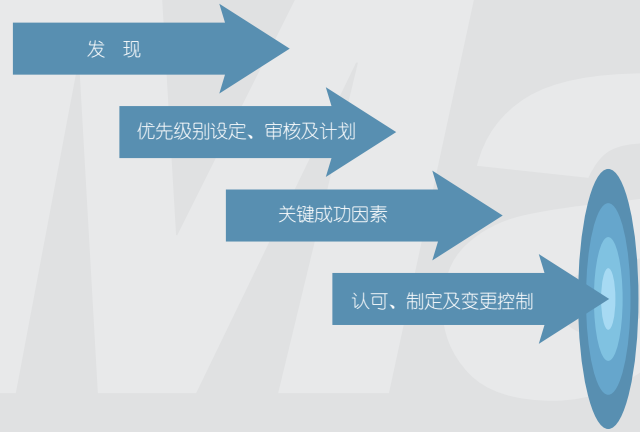 发 现
优先级别设定、审核及计划
关键成功因素
认可、制定及变更控制